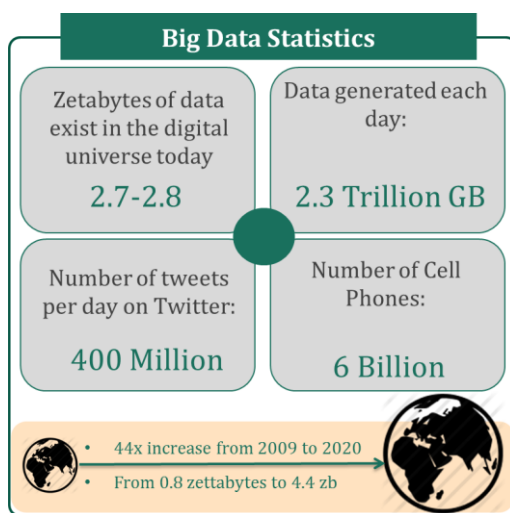 Big Data Statistics
Zetabytes of data
exist in the digital
universe today
2.7-2.8
Data generated each
day:
2.3 Trillion GB
Number of tweets
per day on Twitter:
400 Million
Number of Cell
Phones:
6 Billion
• 44x increase from 2009 to 2020
• From 0.8 zettabytes to 4.4 zb